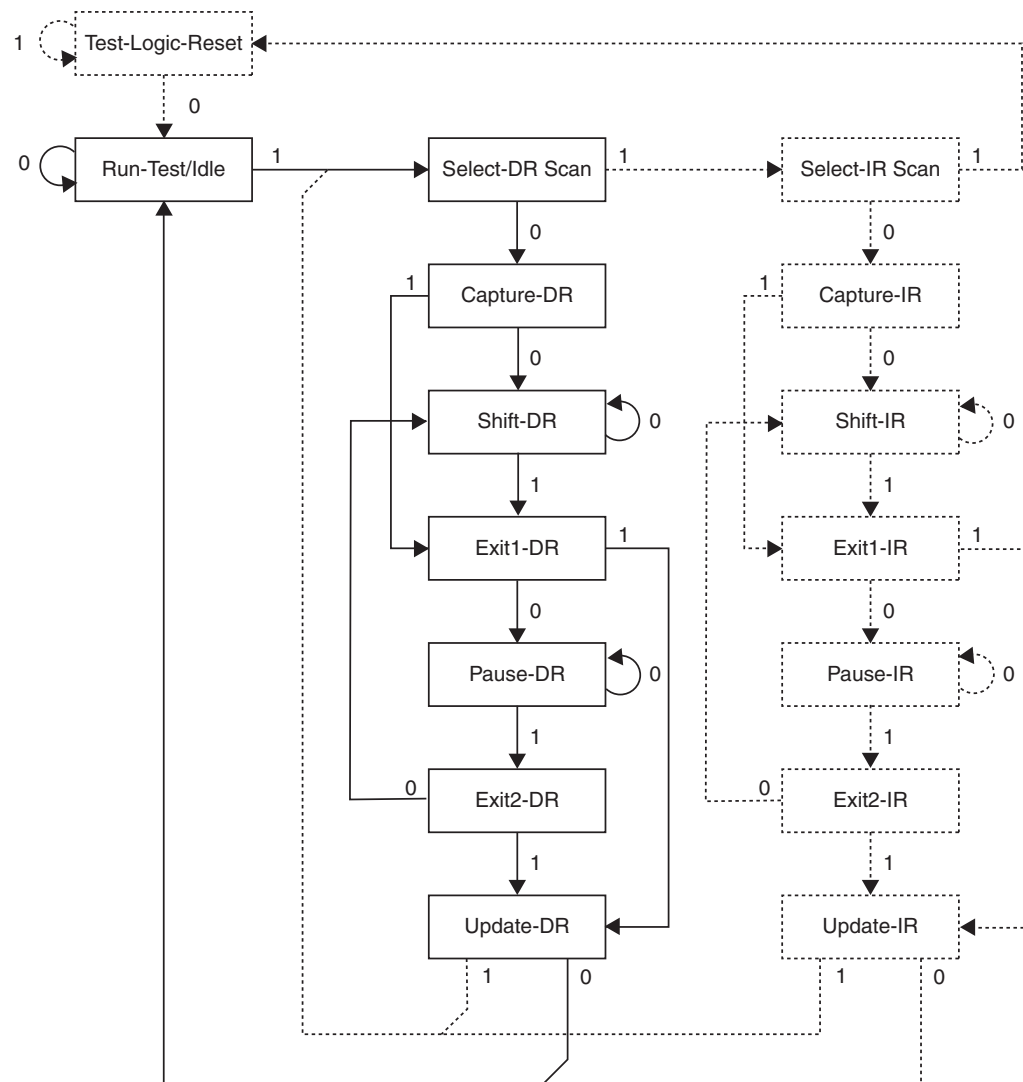 1
Test-Logic-Reset
0
0
Run-Test/Idle
1
Select-DR Scan
1
Select-IR Scan
1
0
0
1
Capture-DR
1
Capture-IR
0
0
Shift-DR
0
Shift-IR
0
1
1
Exit1-DR
1
Exit1-IR
1
0
0
Pause-DR
0
Pause-IR
0
1
1
0
Exit2-DR
0
Exit2-IR
1
1
Update-DR
Update-IR
1
0
1
0